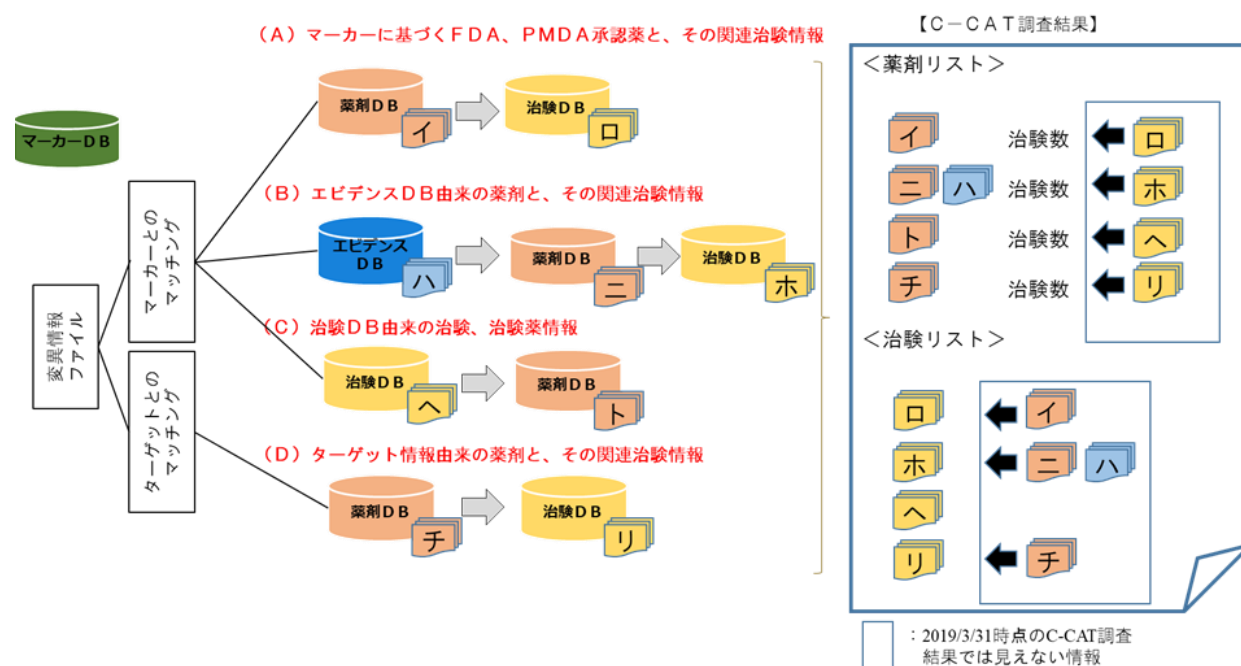 【C－CAT調査結果】
（A）マーカーに基づくFDA、PMDA承認薬と、その関連治験情報
＜薬剤リスト＞
マーカーDB
薬剤DB
イ
治験DB
ロ
イ
治験数
ロ
ニ
ハ
治験数
ホ
ト
治験数
ヘ
チ
治験数
リ
（B）エビデンスDB由来の薬剤と、その関連治験情報
エビデンス
DB
ハ
薬剤DB
ニ
治験DB
ホ
変異情報
ファイル
マーカーとの
マッチング
ターゲットとの
マッチング
（C）治験DB由来の治験、治験薬情報
治験DB
ヘ
薬剤DB
ト
（D）ターゲット情報由来の薬剤と、その関連治験情報
薬剤DB
チ
治験DB
リ
＜治験リスト＞
ロ
イ
ホ
ニ
ハ
ヘ
リ
チ
：2019/3/31時点のC-CAT調査
結果では見えない情報